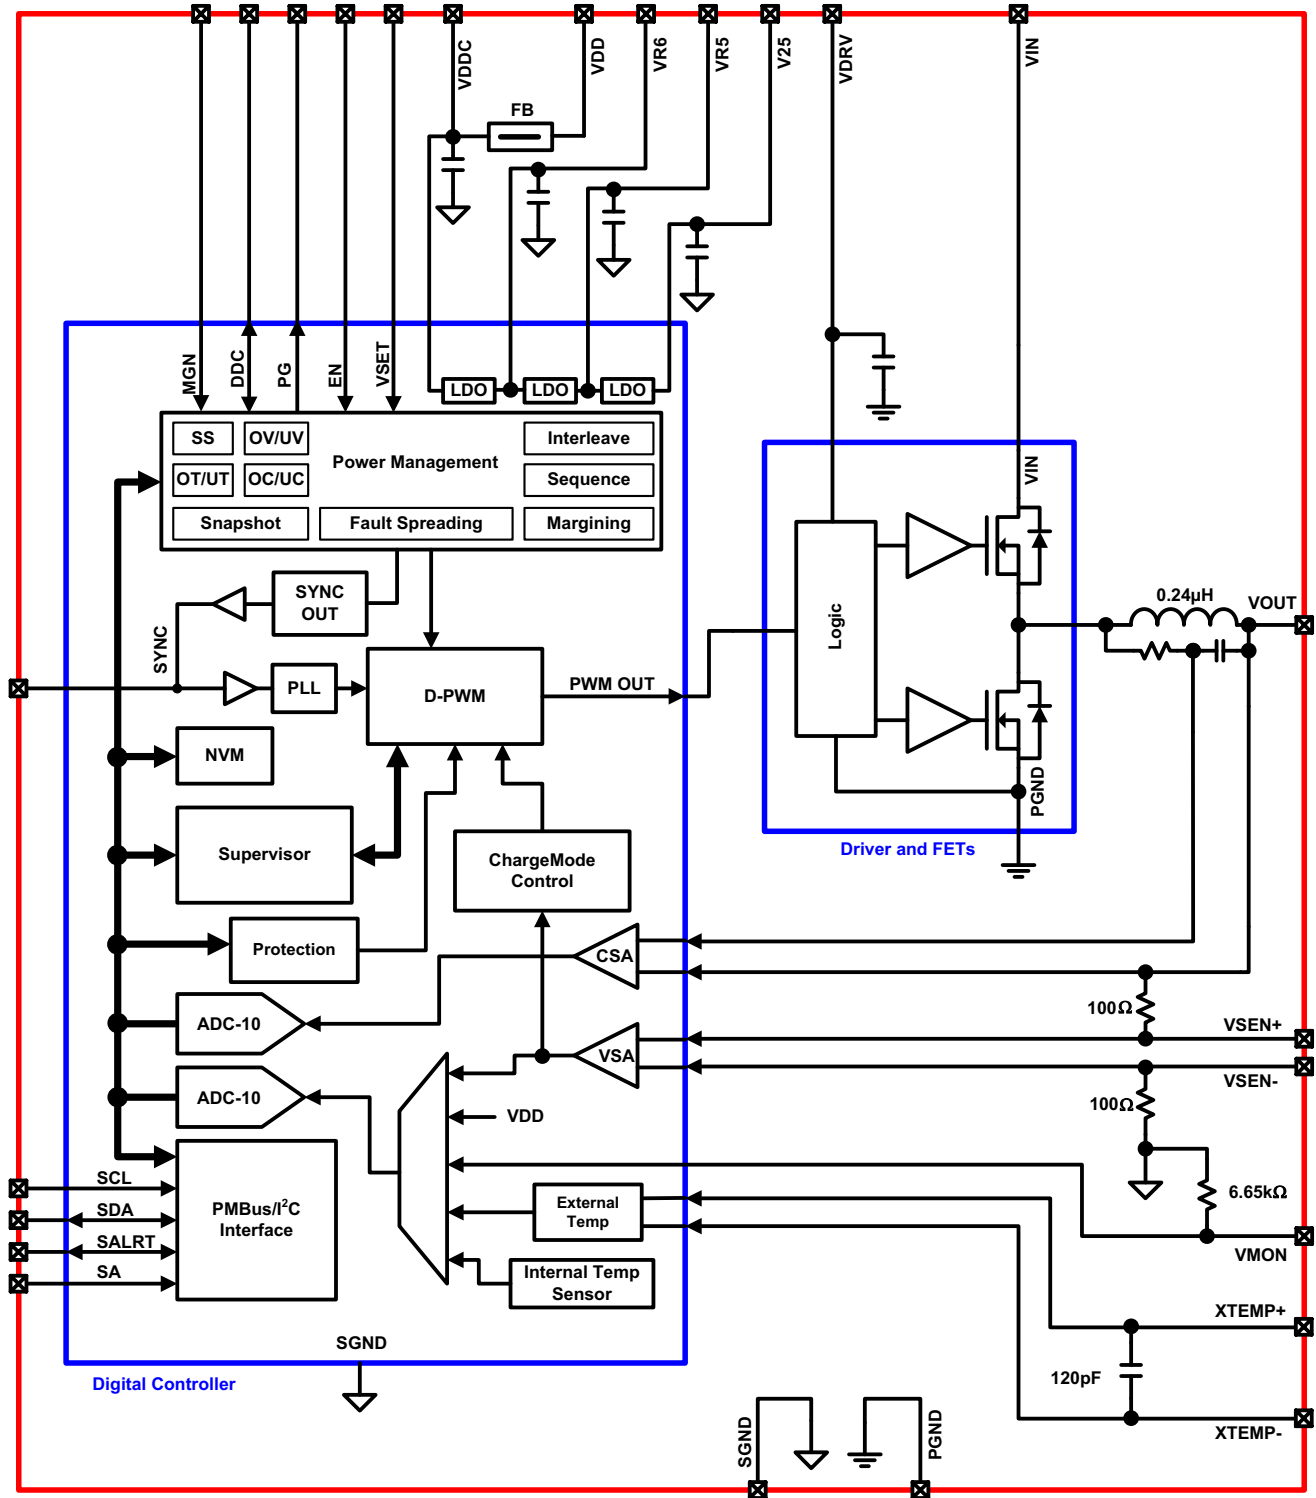 VDDC
VDD
VR6
VR5
V25
VDRV
VIN
FB
MGN
DDC
PG
EN
VSET
LDO
LDO
LDO
SS
OV/UV
Interleave
Power Management
OT/UT
OC/UC
Sequence
Snapshot
Fault Spreading
Margining
VIN
SYNC
OUT
SYNC
Logic
0.24µH
VOUT
PLL
D-PWM
PWM OUT
NVM
PGND
Supervisor
ChargeMode
Control
Driver and FETs
Protection
CSA
ADC-10
100Ω
VSEN+
VSA
VSEN-
ADC-10
VDD
100Ω
SCL
PMBus/I²C
Interface
SDA
SALRT
SA
External
Temp
6.65kΩ
VMON
Internal Temp
Sensor
XTEMP+
SGND
Digital Controller
120pF
XTEMP-
SGND
PGND